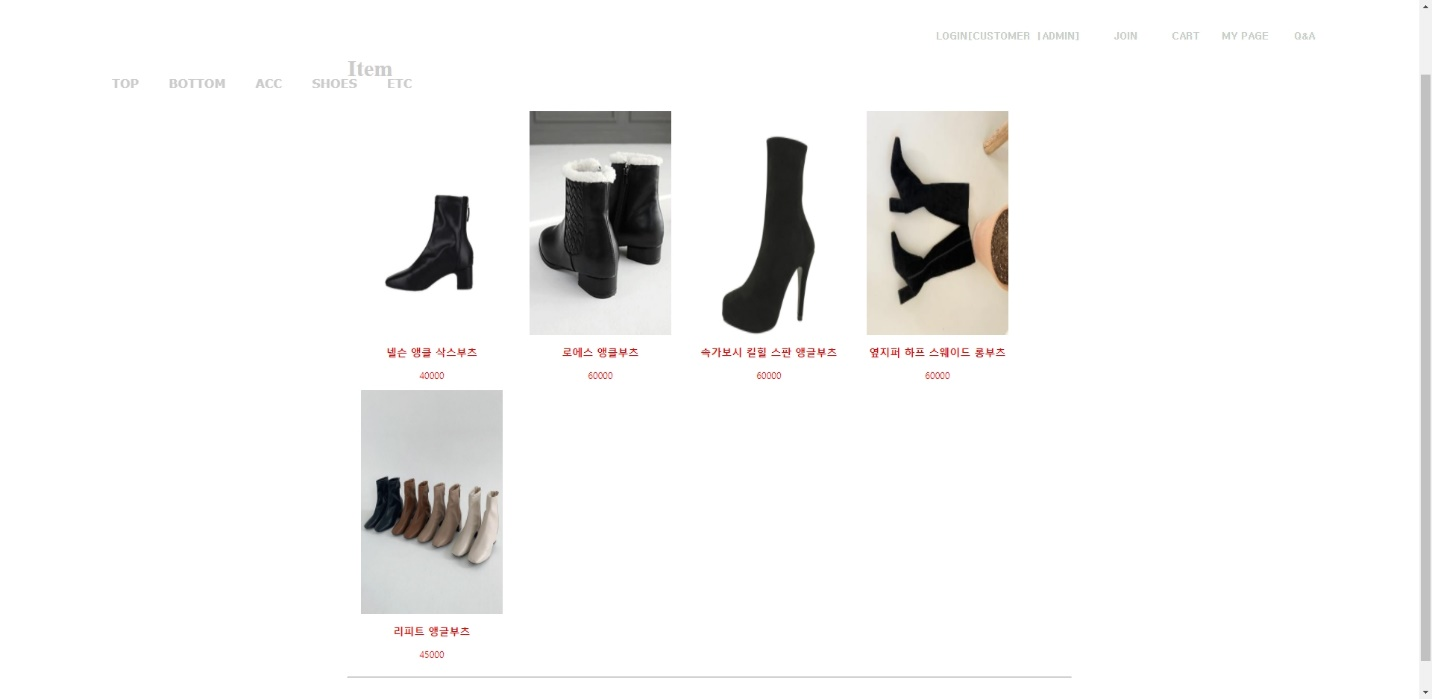 LOGIN[CUSTOMER |ADMIN] JOIN CART MY PAGE Q&A
Item
TOP BOTTOM ACC SHOES ETC
넬슨 앵클 삭스부츠
40000
로에스 앵클부츠
60000
속가보시 킬힐 스판 앵글부츠
60000
옆지퍼 하프 스웨이드 롱부츠
60000
리피트 앵글부츠
45000